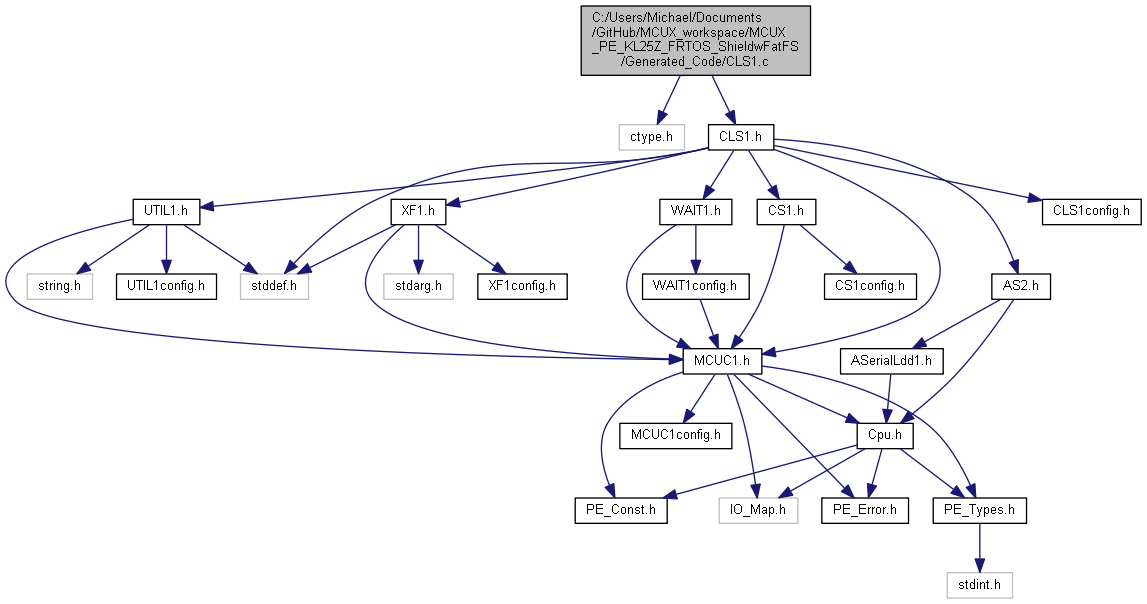 C:/Users/Michael/Documents
/GitHub/MCUX_workspace/MCUX
_PE_KL25Z_FRTOS_ShieldwFatFS
/Generated_Code/CLS1.c
ctype.h
CLS1.h
UTIL1.h
XF1.h
WAIT1.h
CS1.h
CLS1config.h
string.h
UTIL1config.h
stddef.h
stdarg.h
XF1config.h
WAIT1config.h
CS1config.h
AS2.h
MCUC1.h
ASerialLdd1.h
MCUC1config.h
Cpu.h
PE_Const.h
IO_Map.h
PE_Error.h
PE_Types.h
stdint.h